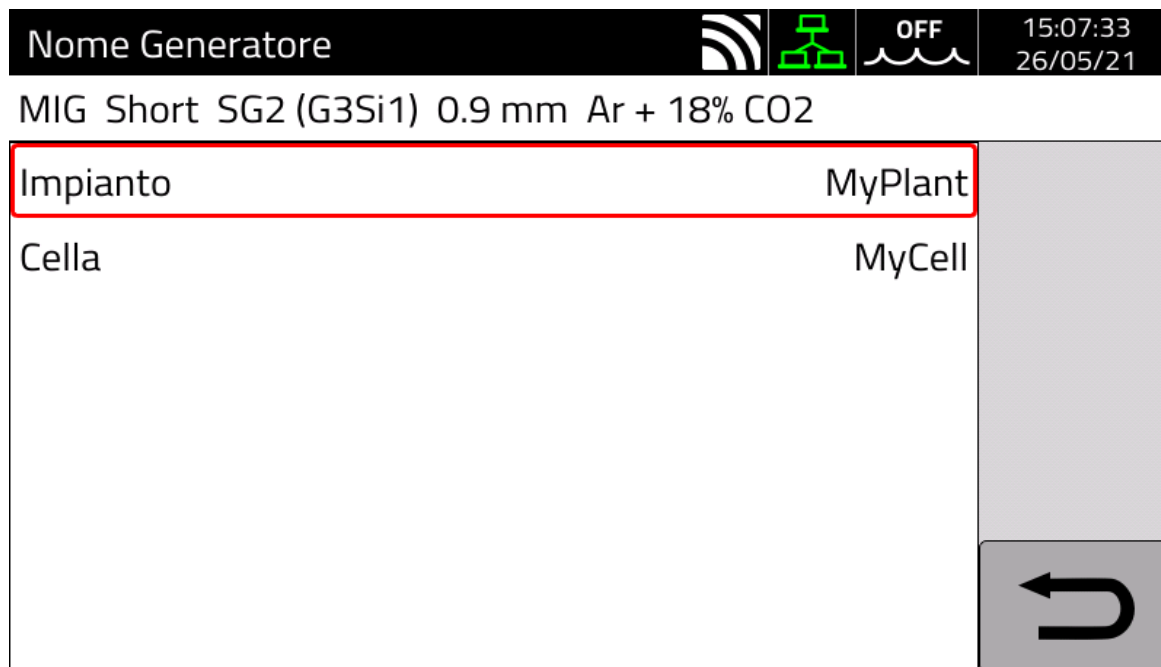 Nome Generatore
OFF
15:07:33
26/05/21
MIG Short SG2 (G3Si1) 0.9 mm Ar + 18% CO2
Impianto MyPlant
Cella MyCell